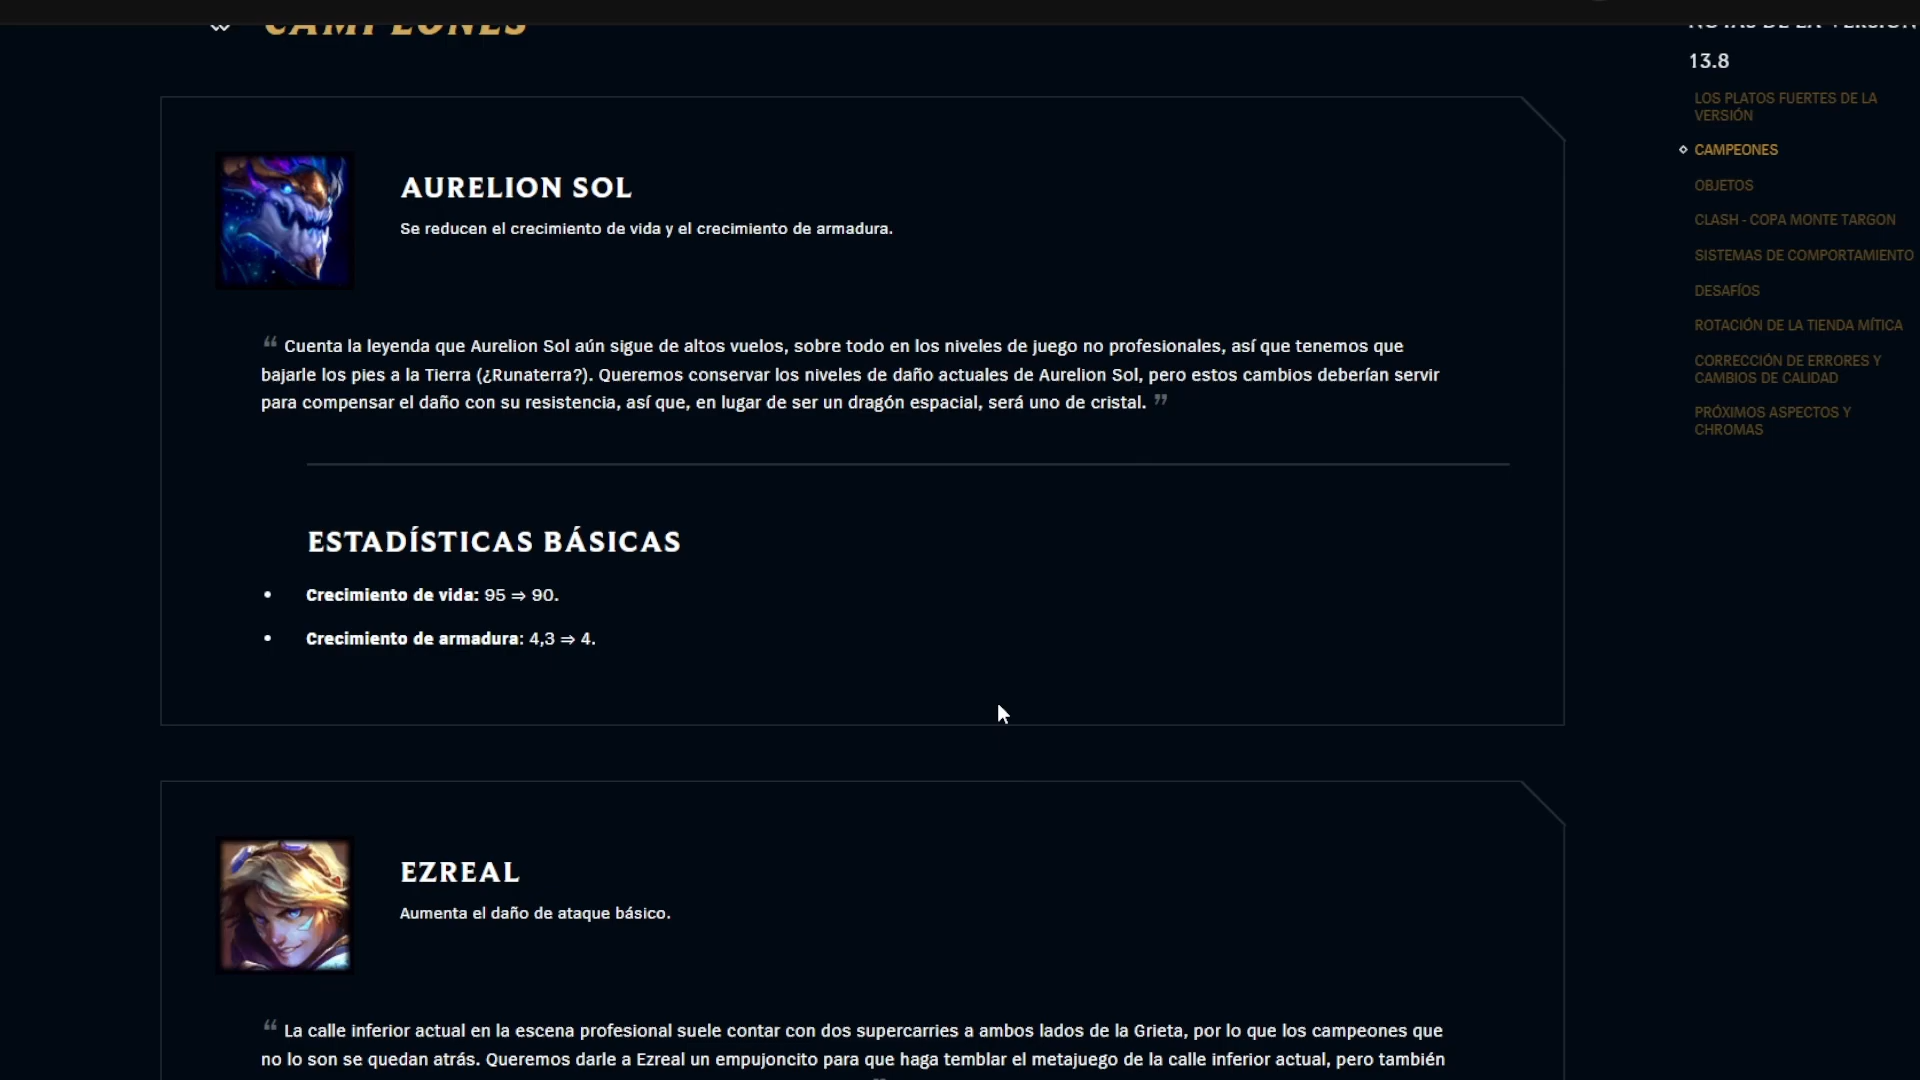 CAMPEONES
NOTAS DE LA VERSIÓN
13.8
LOS PLATOS FUERTES DE LA
VERSIÓN
CAMPEONES
OBJETOS
CLASH - COPA MONTE TARGON
SISTEMAS DE COMPORTAMIENTO
DESAFÍOS
ROTACIÓN DE LA TIENDA MÍTICA
CORRECCIÓN DE ERRORES Y
CAMBIOS DE CALIDAD
PRÓXIMOS ASPECTOS Y
CHROMAS
AURELION SOL
Se reducen el crecimiento de vida y el crecimiento de armadura.
“ Cuenta la leyenda que Aurelion Sol aún sigue de altos vuelos, sobre todo en los niveles de juego no profesionales, así que tenemos que
bajarle los pies a la Tierra (¿Runaterra?). Queremos conservar los niveles de daño actuales de Aurelion Sol, pero estos cambios deberían servir
para compensar el daño con su resistencia, así que, en lugar de ser un dragón espacial, será uno de cristal. ”
ESTADÍSTICAS BÁSICAS
• Crecimiento de vida: 95 ⇒ 90.
• Crecimiento de armadura: 4,3 ⇒ 4.
EZREAL
Aumenta el daño de ataque básico.
“ La calle inferior actual en la escena profesional suele contar con dos supercarries a ambos lados de la Grieta, por lo que los campeones que
no lo son se quedan atrás. Queremos darle a Ezreal un empujoncito para que haga temblar el metajuego de la calle inferior actual, pero también